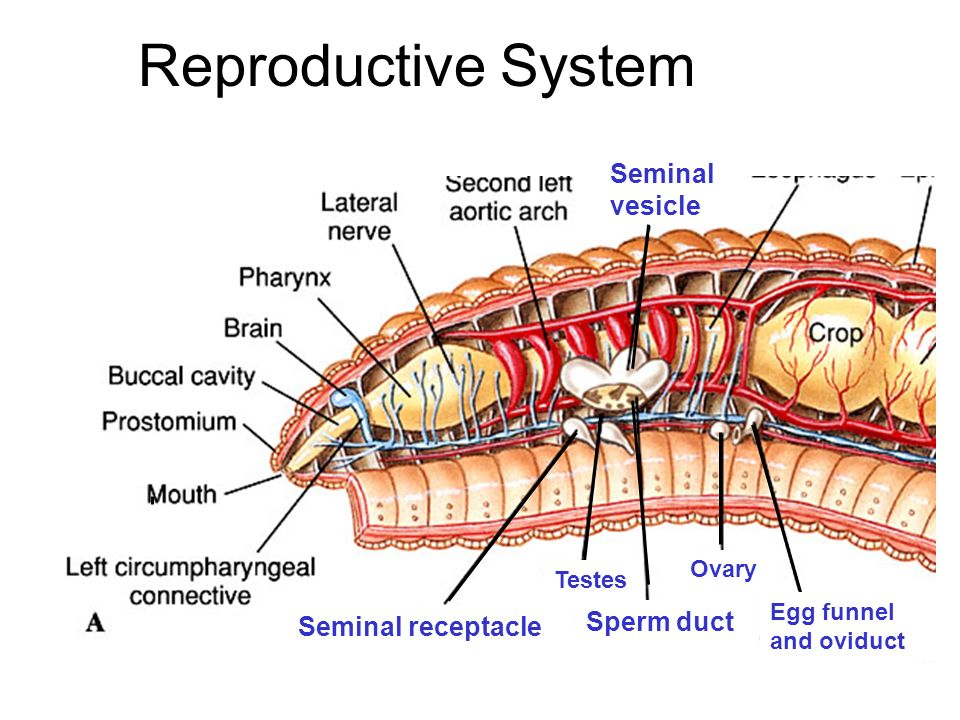 Reproductive System
Seminal
vesicle
Second left
aortic arch
Lateral
nerve
Pharynx
Brain
Buccal cavity
Prostomium
Mouth
Left circumpharyngeal
connective
A
Crop
Testes
Ovary
Seminal receptacle
Sperm duct
Egg funnel
and oviduct